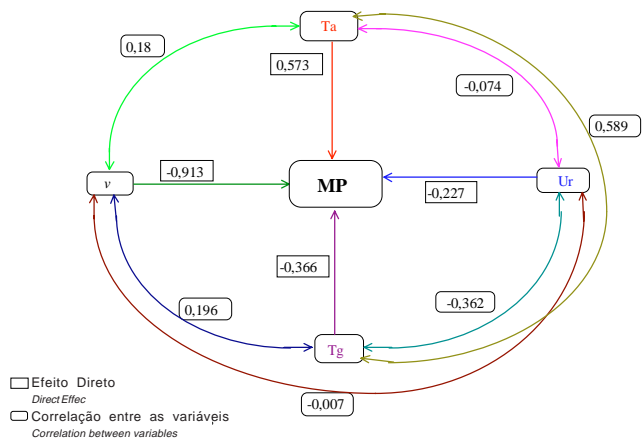 Ta
0,18
0,573
-0,074
0,589
v
-0,913
MP
-0,227
Ur
-0,366
0,196
-0,362
Tg
-0,007
Efeito Direto
Direct Effec
Correlação entre as variáveis
Correlation between variables